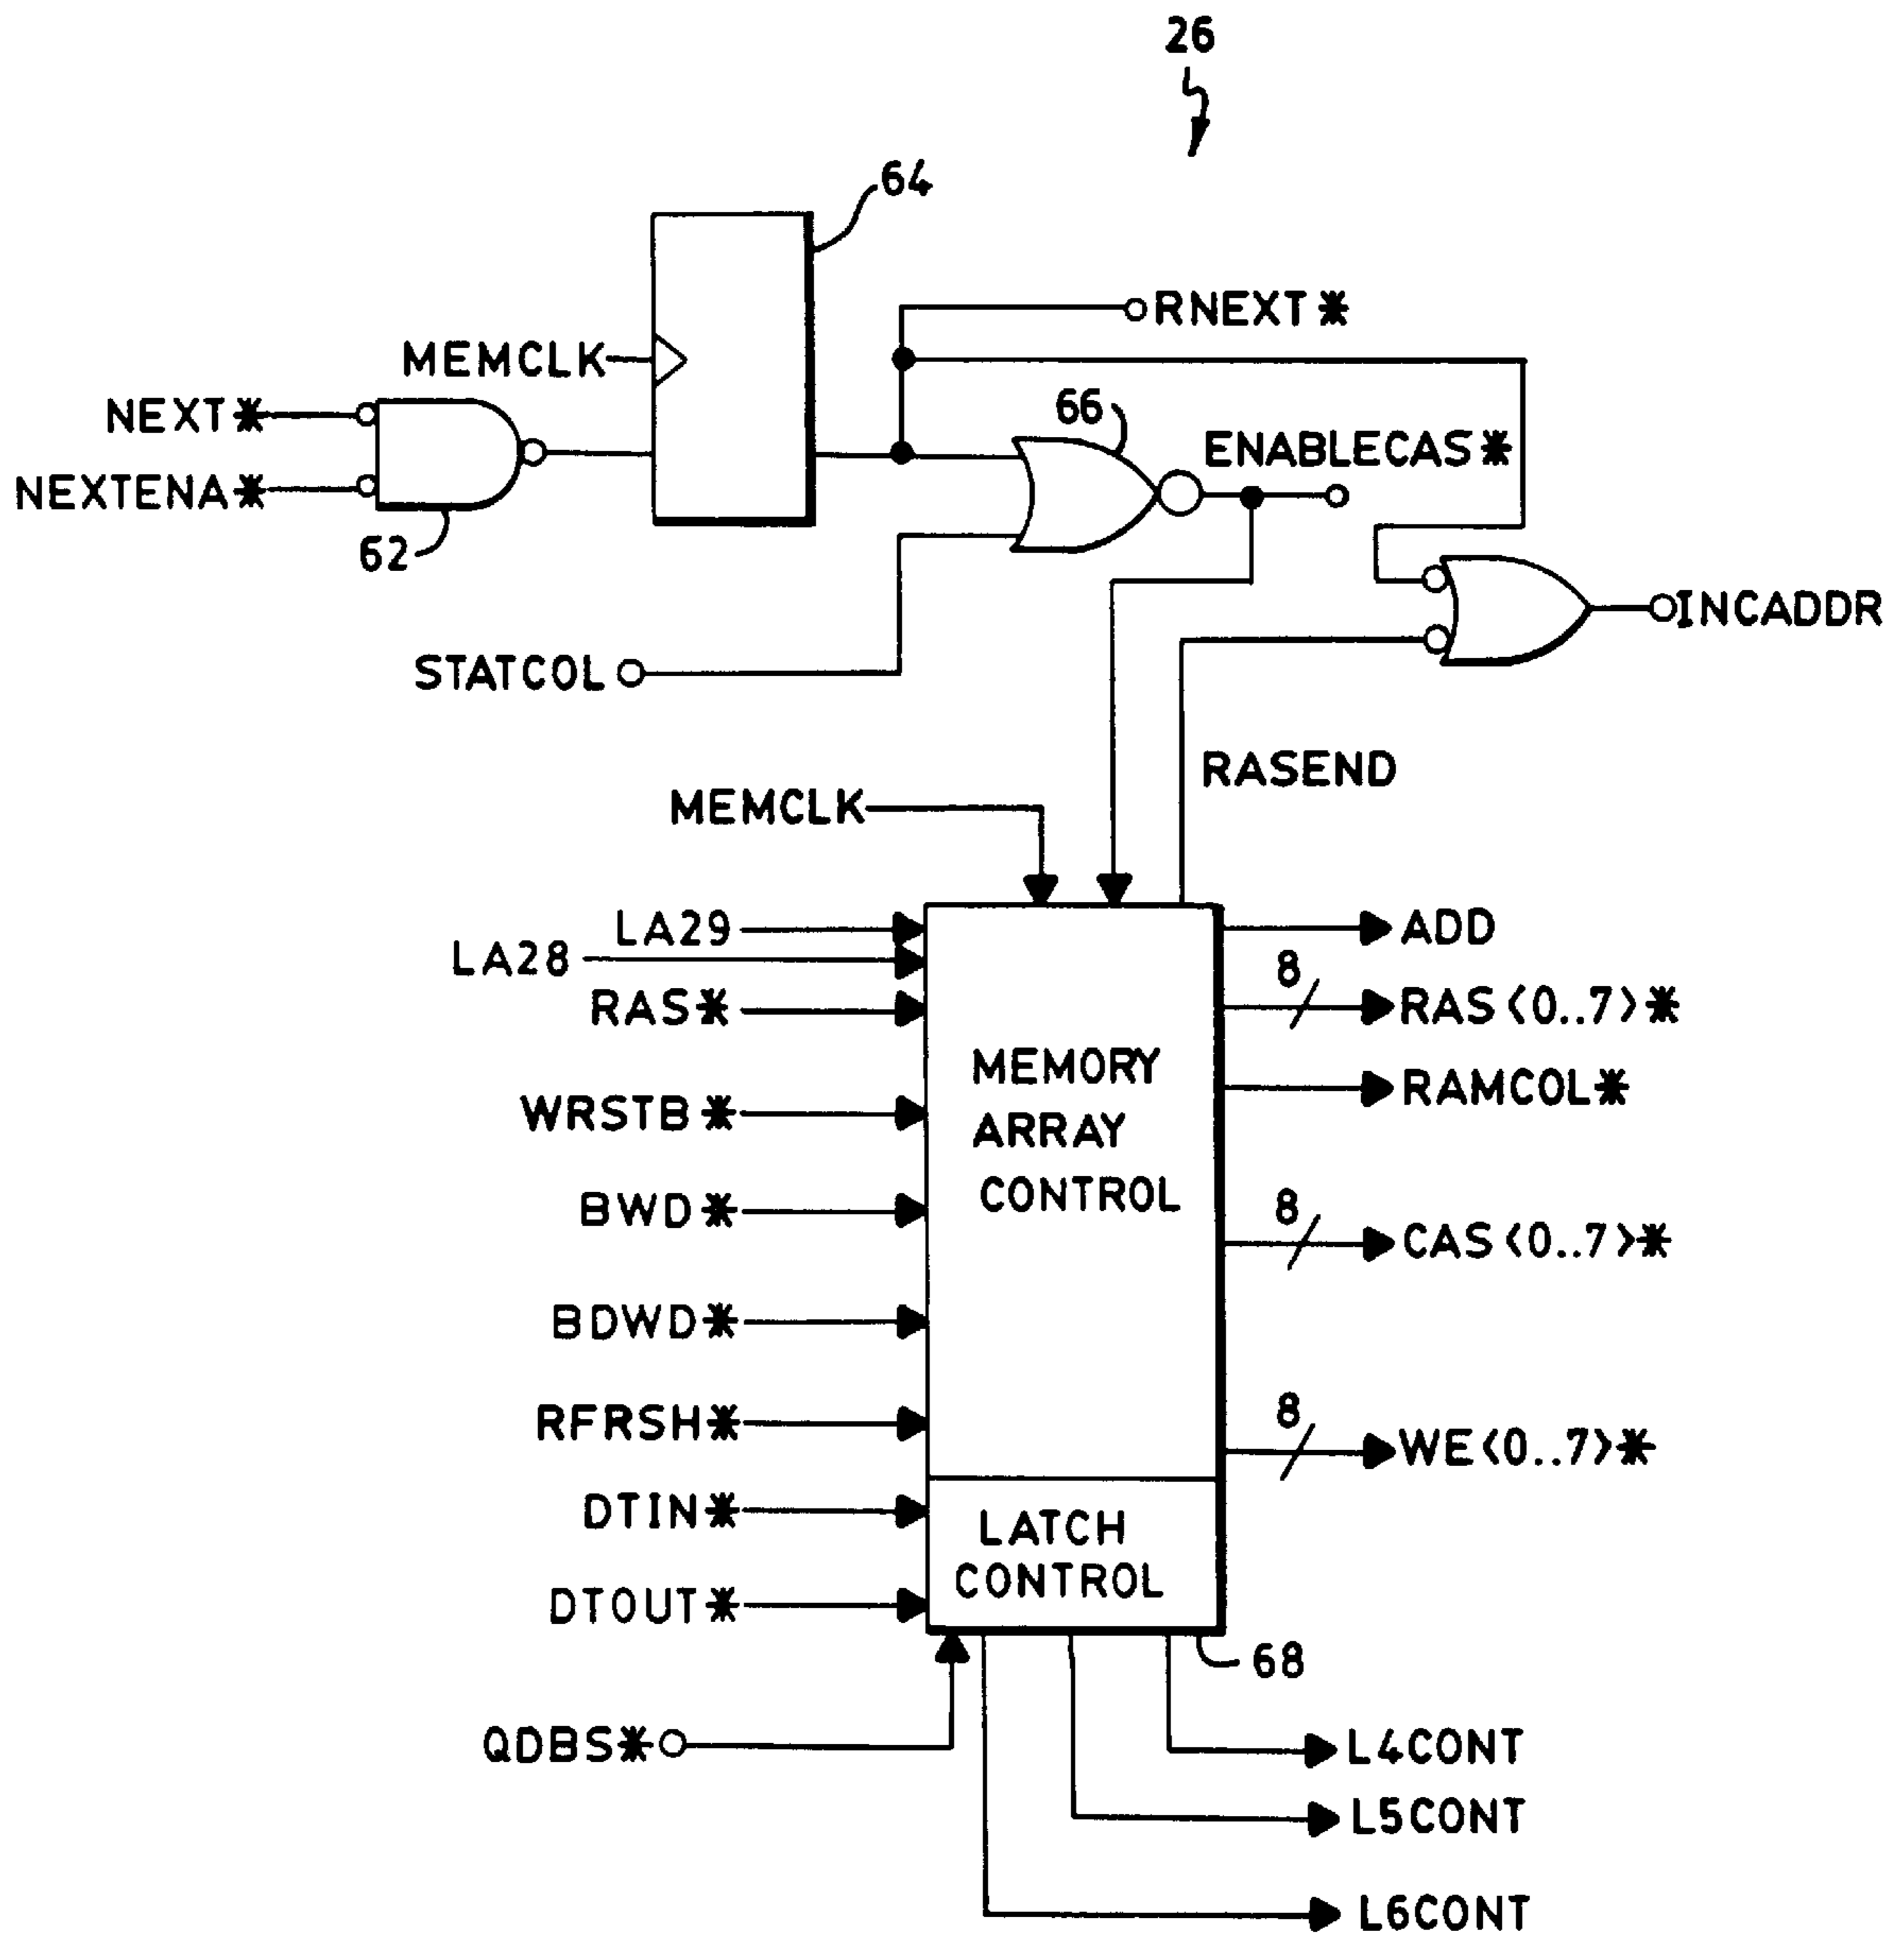 26
64
RNEXT*
MEMCLK
NEXT*
66
ENABLECAS*
NEXTENA*
62
INCADDR
STATCOL
RASEND
MEMCLK
LA29
ADD
LA28
8
RAS*
RAS<0..7>*
MEMORY
ARRAY
CONTROL
RAMCOL*
WRSTB*
BWD*
8
CAS<0..7>*
BDWD*
RFRSH*
8
WE<0..7>*
DTIN*
LATCH
CONTROL
DTOUT*
68
QDBS*
L4CONT
L5CONT
L6CONT